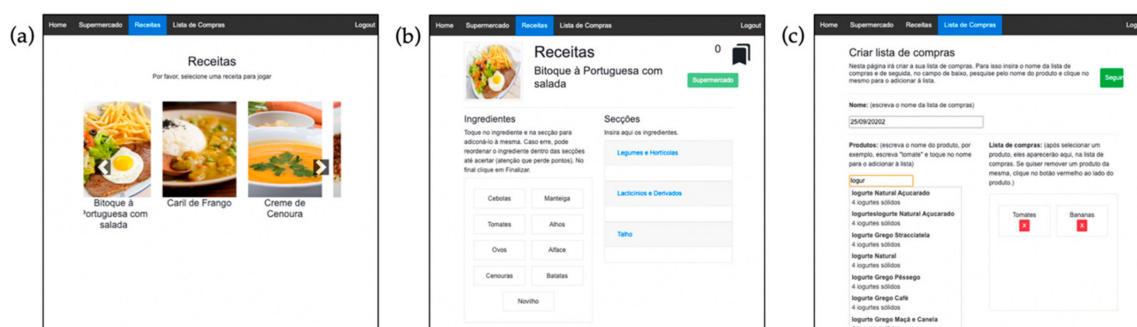 (a)
Home Supermercado Receitas Lista de Compras Logout
Receitas
Por favor, selecione uma receita para jogar
Bitoque à
Portuguesa com
salada
Caril de Frango
Creme de
Cenoura
(b)
Home Supermercado Receitas Lista de Compras Logout
Receitas
Bitoque à Portuguesa com
salada
0
Supermercado
Ingredientes
Toque no ingrediente e na secção para
adicioná-lo à mesma. Caso erre, pode
reordenar o ingrediente dentro das secções
até acertar (atenção que perde pontos). No
final clique em Finalizar.
Cebolas Manteiga
Tomates Alhos
Ovos Alface
Cenouras Batatas
Novilho
Secções
Insira aqui os ingredientes.
Legumes e Hortícolas
Lacticínios e Derivados
Talho
(c)
Home Supermercado Receitas Lista de Compras Log
Criar lista de compras
Nesta página irá criar a sua lista de compras. Para isso insira o nome da lista de
compras e de seguida, no campo de baixo, pesquise pelo nome do produto e clique no
mesmo para o adicionar à lista.
Seguir
Nome: (escreva o nome da lista de compras)
25/09/20202
Produtos: (escreva o nome do produto, por
exemplo, escreva "tomate" e toque no nome
para o adicionar à lista)
Iogur
Iogurte Natural Açucarado
4 iogurtes sólidos
IogurtesIogurte Natural Açucarado
4 iogurtes sólidos
Iogurte Grego Stracciatela
4 iogurtes sólidos
Iogurte Natural
4 iogurtes sólidos
Iogurte Grego Pêssego
4 iogurtes sólidos
Iogurte Grego Café
4 iogurtes sólidos
Iogurte Grego Maçã e Canela
4 iogurtes sólidos
Lista de compras: (após selecionar um
produto, eles aparecerão aqui, na lista de
compras. Se quiser remover um produto da
mesma, clique no botão vermelho ao lado do
produto.)
Tomates Bananas
X X